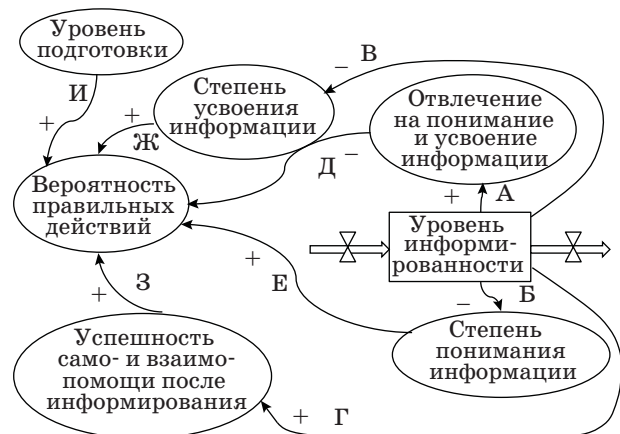 Уровень
подготовки
И
+
Степень
усвоения
информации
+
Ж
− В
Отвлечение
на понимание
и усвоение
информации
Д −
+ А
Вероятность
правильных
действий
Уровень
информи-
рованности
+
Е
− Б
З
+
Степень
понимания
информации
Успешность
само- и взаимо-
помощи после
информирования
+ Г